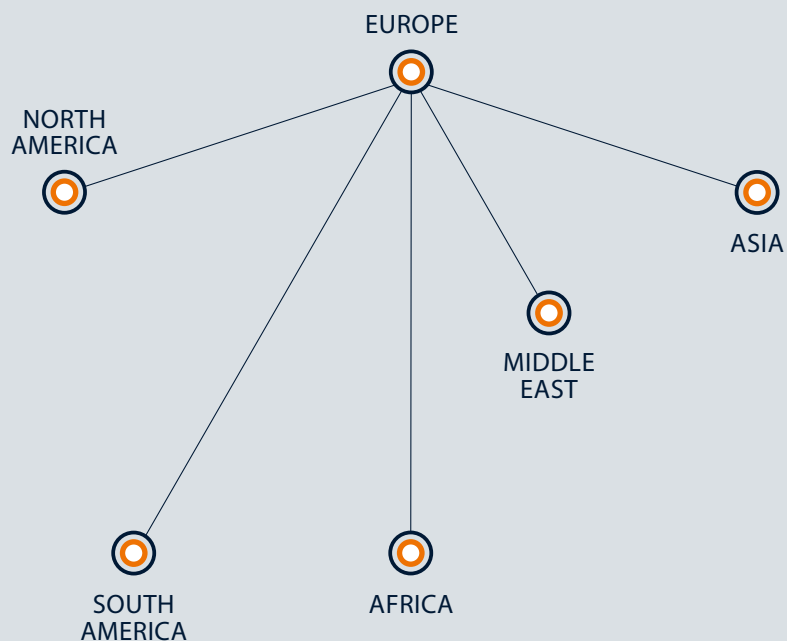 EUROPE
NORTH
AMERICA
ASIA
MIDDLE
EAST
SOUTH
AMERICA
AFRICA